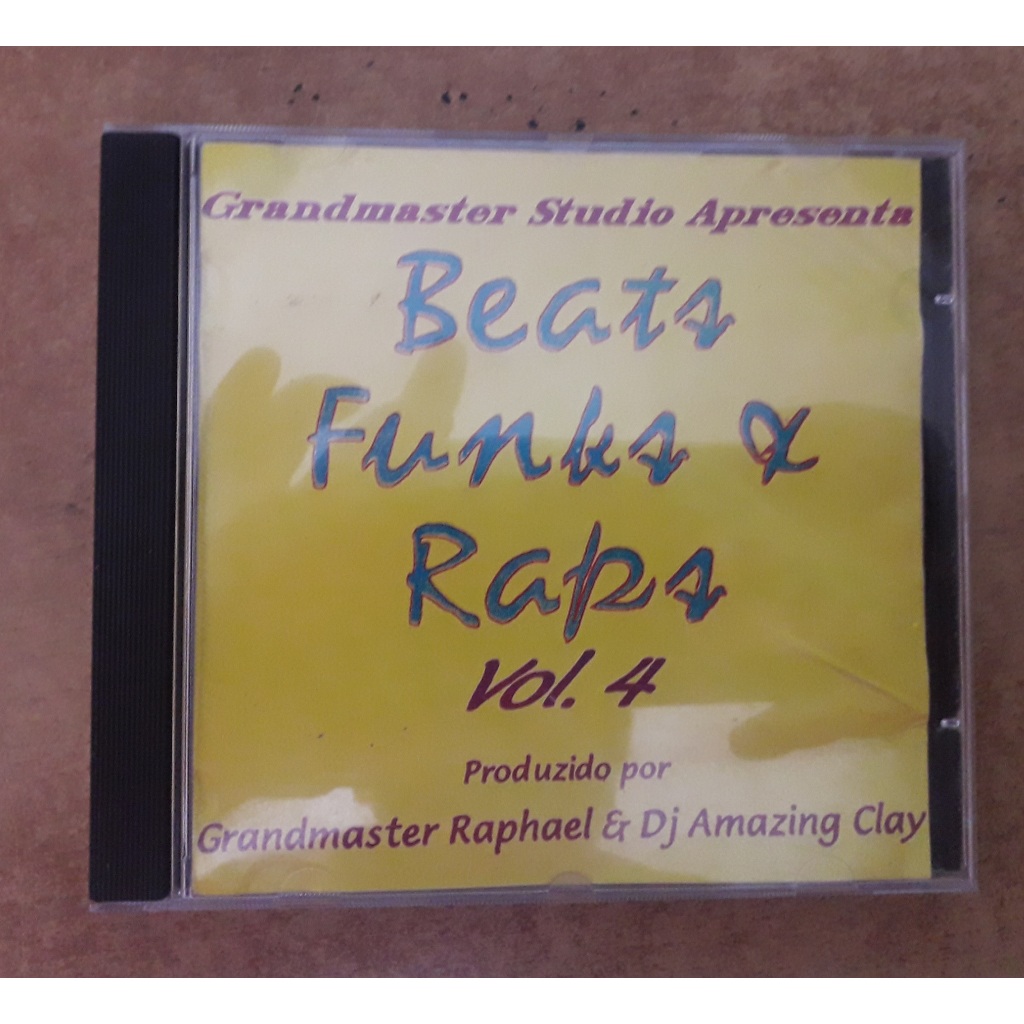 Grandmaster Studio Apresenta
Beats
Funks &
Raps
Vol. 4
Produzido por
Grandmaster Raphael & Dj Amazing Clay